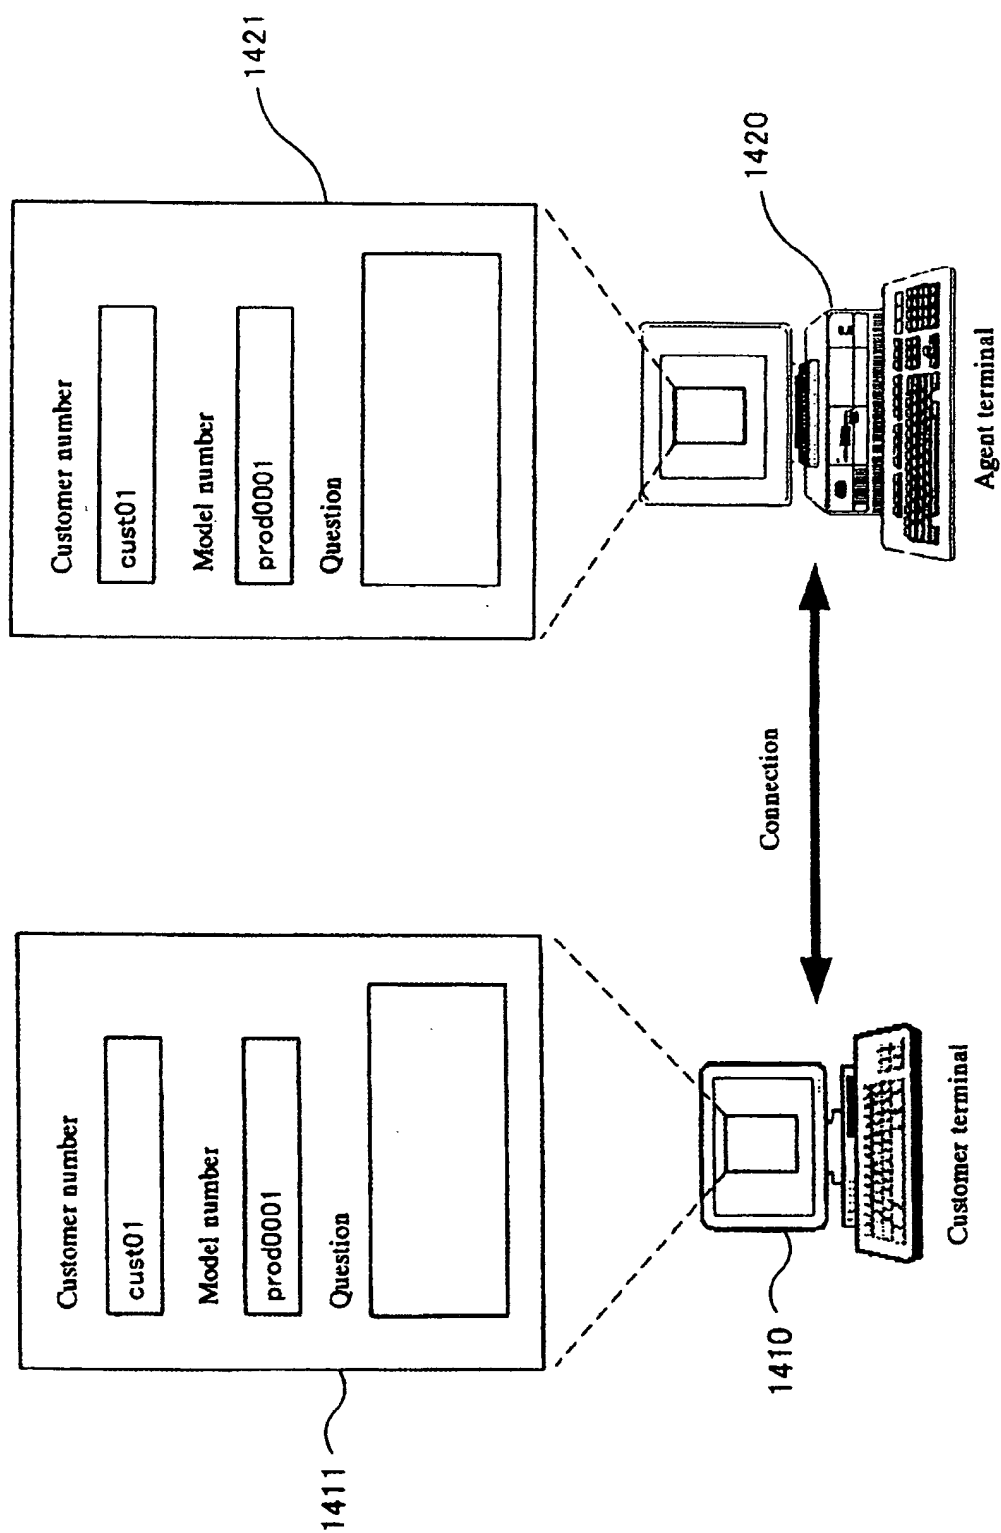 1411
Customer number
cust01
Model number
prod0001
Question
1410
Customer terminal
Connection
1421
Customer number
cust01
Model number
prod0001
Question
1420
Agent terminal